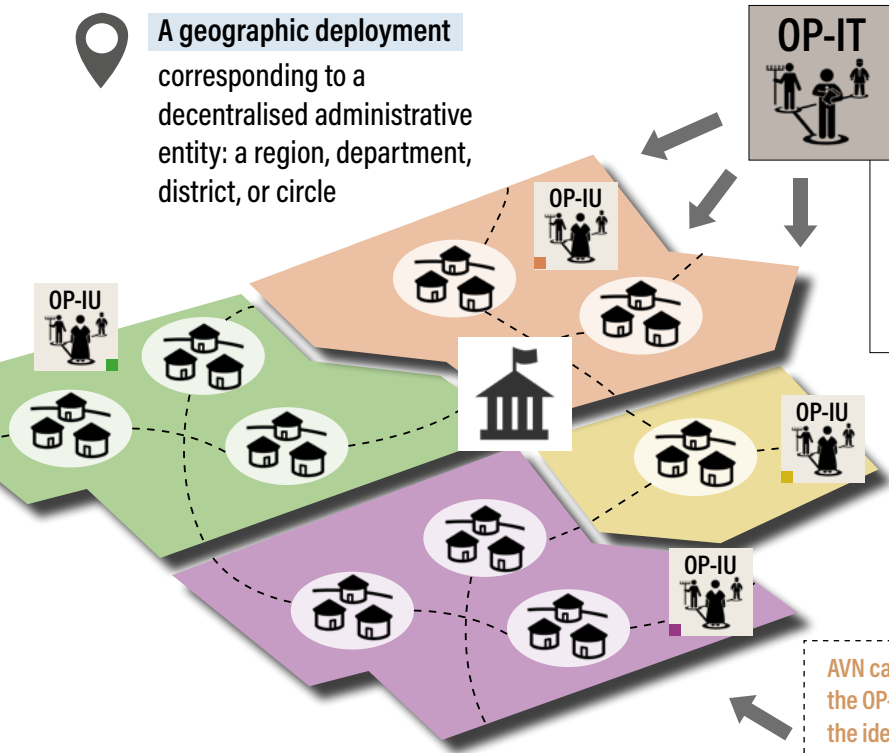 A geographic deployment
corresponding to a
decentralised administrative
entity: a region, department,
district, or circle
OP-IT
OP-IU
OP-IU
OP-IU
OP-IU
AVN ca
the OP-
the ide